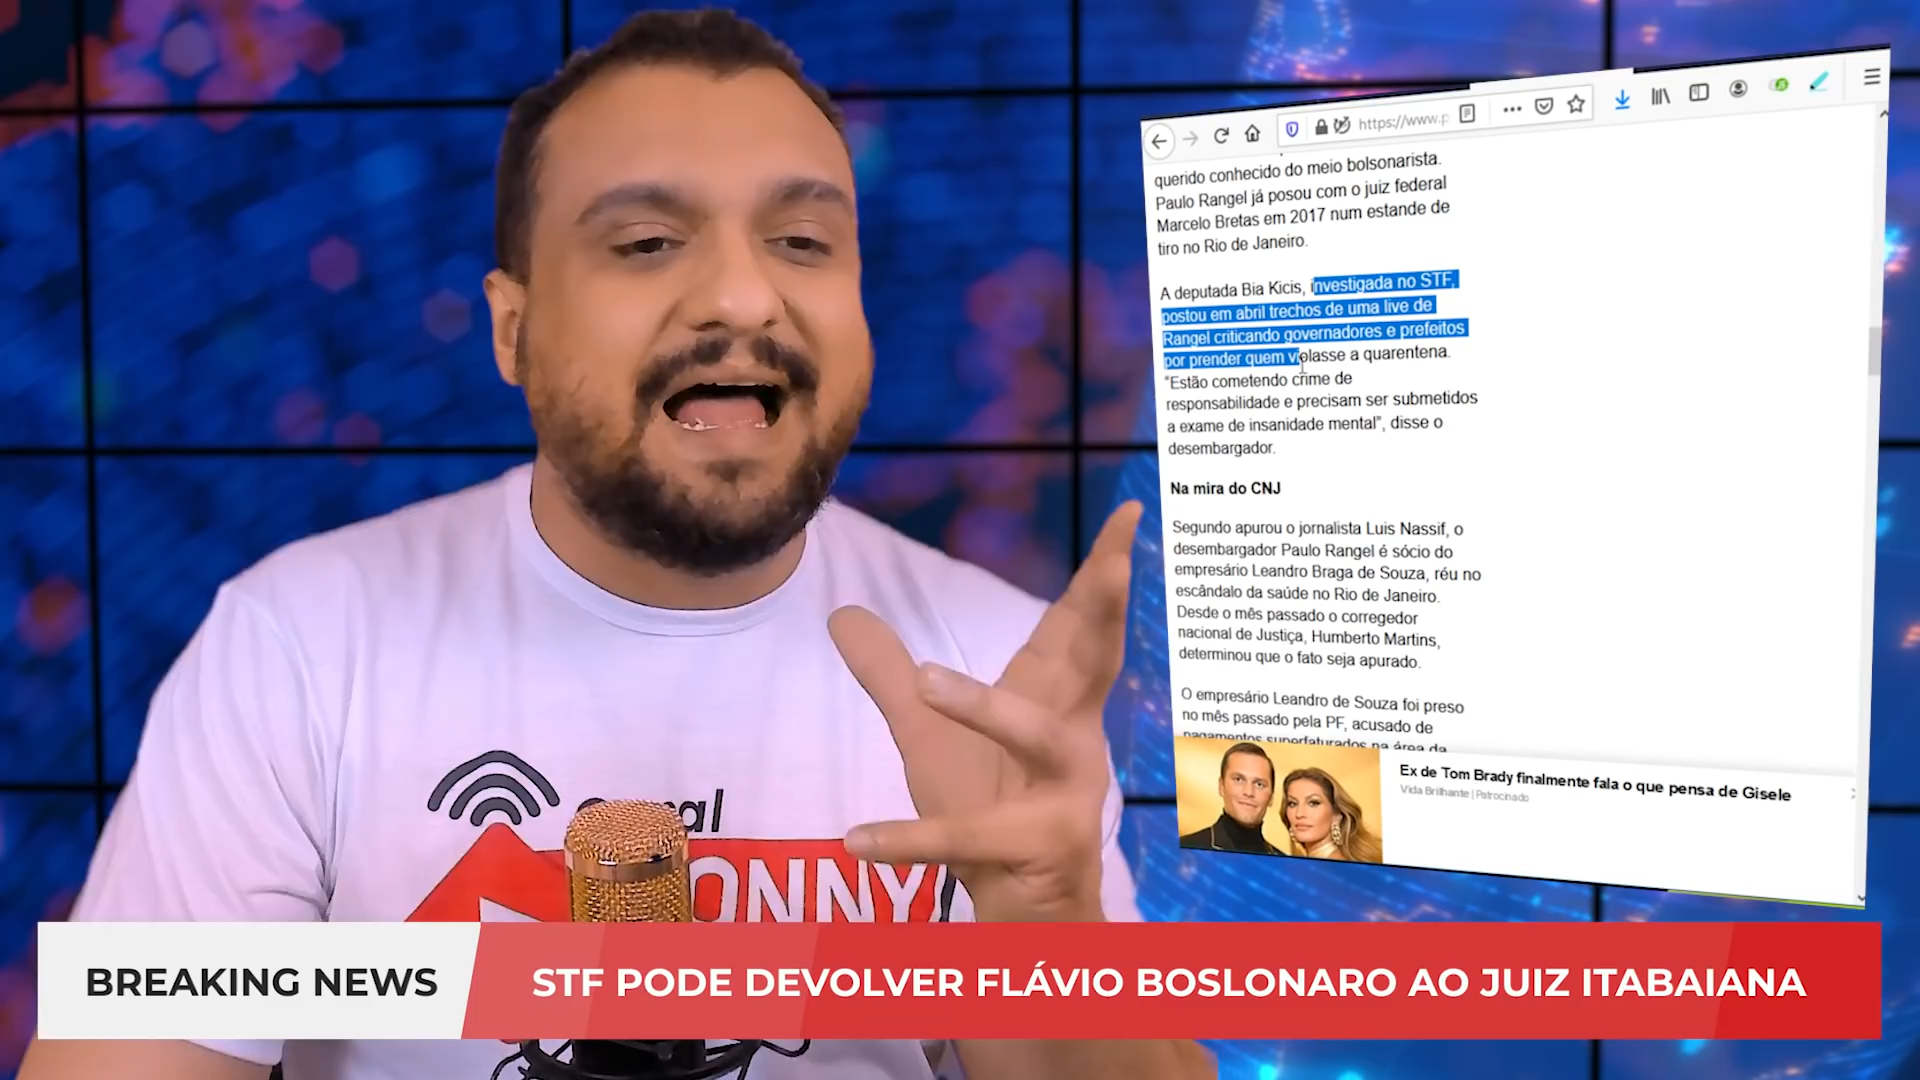 https://www.p
querido conhecido do meio bolsonarista.
Paulo Rangel já posou com o juiz federal
Marcelo Bretas em 2017 num estande de
tiro no Rio de Janeiro.
A deputada Bia Kicis, investigada no STF,
postou em abril trechos de uma live de
Rangel criticando governadores e prefeitos
por prender quem violasse a quarentena.
"Estão cometendo crime de
responsabilidade e precisam ser submetidos
a exame de insanidade mental", disse o
desembargador.
Na mira do CNJ
Segundo apurou o jornalista Luis Nassif, o
desembargador Paulo Rangel é sócio do
empresário Leandro Braga de Souza, réu no
escândalo da saúde no Rio de Janeiro.
Desde o mês passado o corregedor
nacional de Justiça, Humberto Martins,
determinou que o fato seja apurado.
O empresário Leandro de Souza foi preso
no mês passado pela PF, acusado de
pagamentos superfaturados na área da
Ex de Tom Brady finalmente fala o que pensa de Gisele
Vida Brilhante | Patrocinado
ONNY
BREAKING NEWS
STF PODE DEVOLVER FLÁVIO BOSLONARO AO JUIZ ITABAIANA